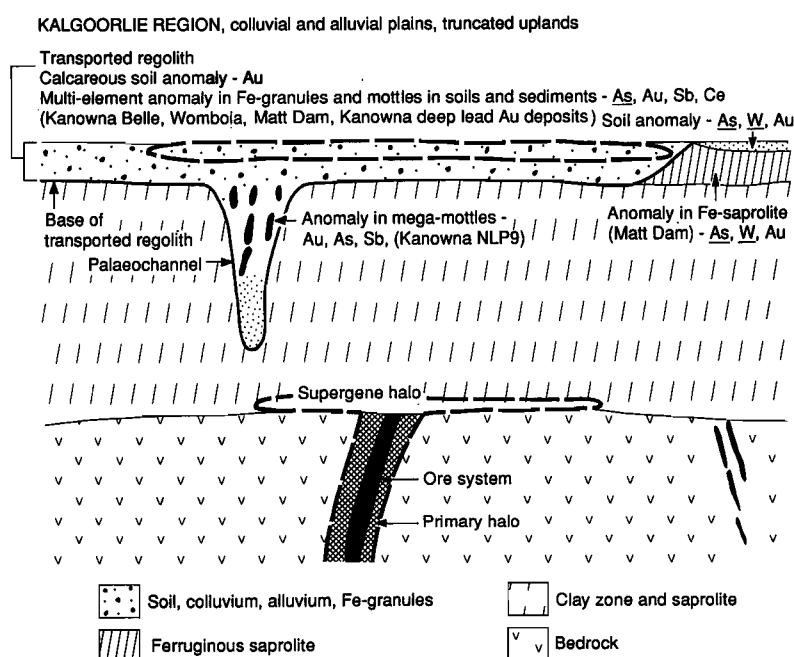 KALGOORLIE REGION, colluvial and alluvial plains, truncated uplands
Transported regolith
Calcareous soil anomaly - Au
Multi-element anomaly in Fe-granules and mottles in soils and sediments - As, Au, Sb, Ce
(Kanowna Belle, Wombola, Matt Dam, Kanowna deep lead Au deposits)
Soil anomaly - As, W, Au
Base of
transported regolith
Anomaly in mega-mottles -
Au, As, Sb, (Kanowna NLP9)
Palaeochannel
Anomaly in Fe-saprolite
(Matt Dam) - As, W, Au
Supergene halo
Ore system
Primary halo
Soil, colluvium, alluvium, Fe-granules
Clay zone and saprolite
Ferruginous saprolite
Bedrock